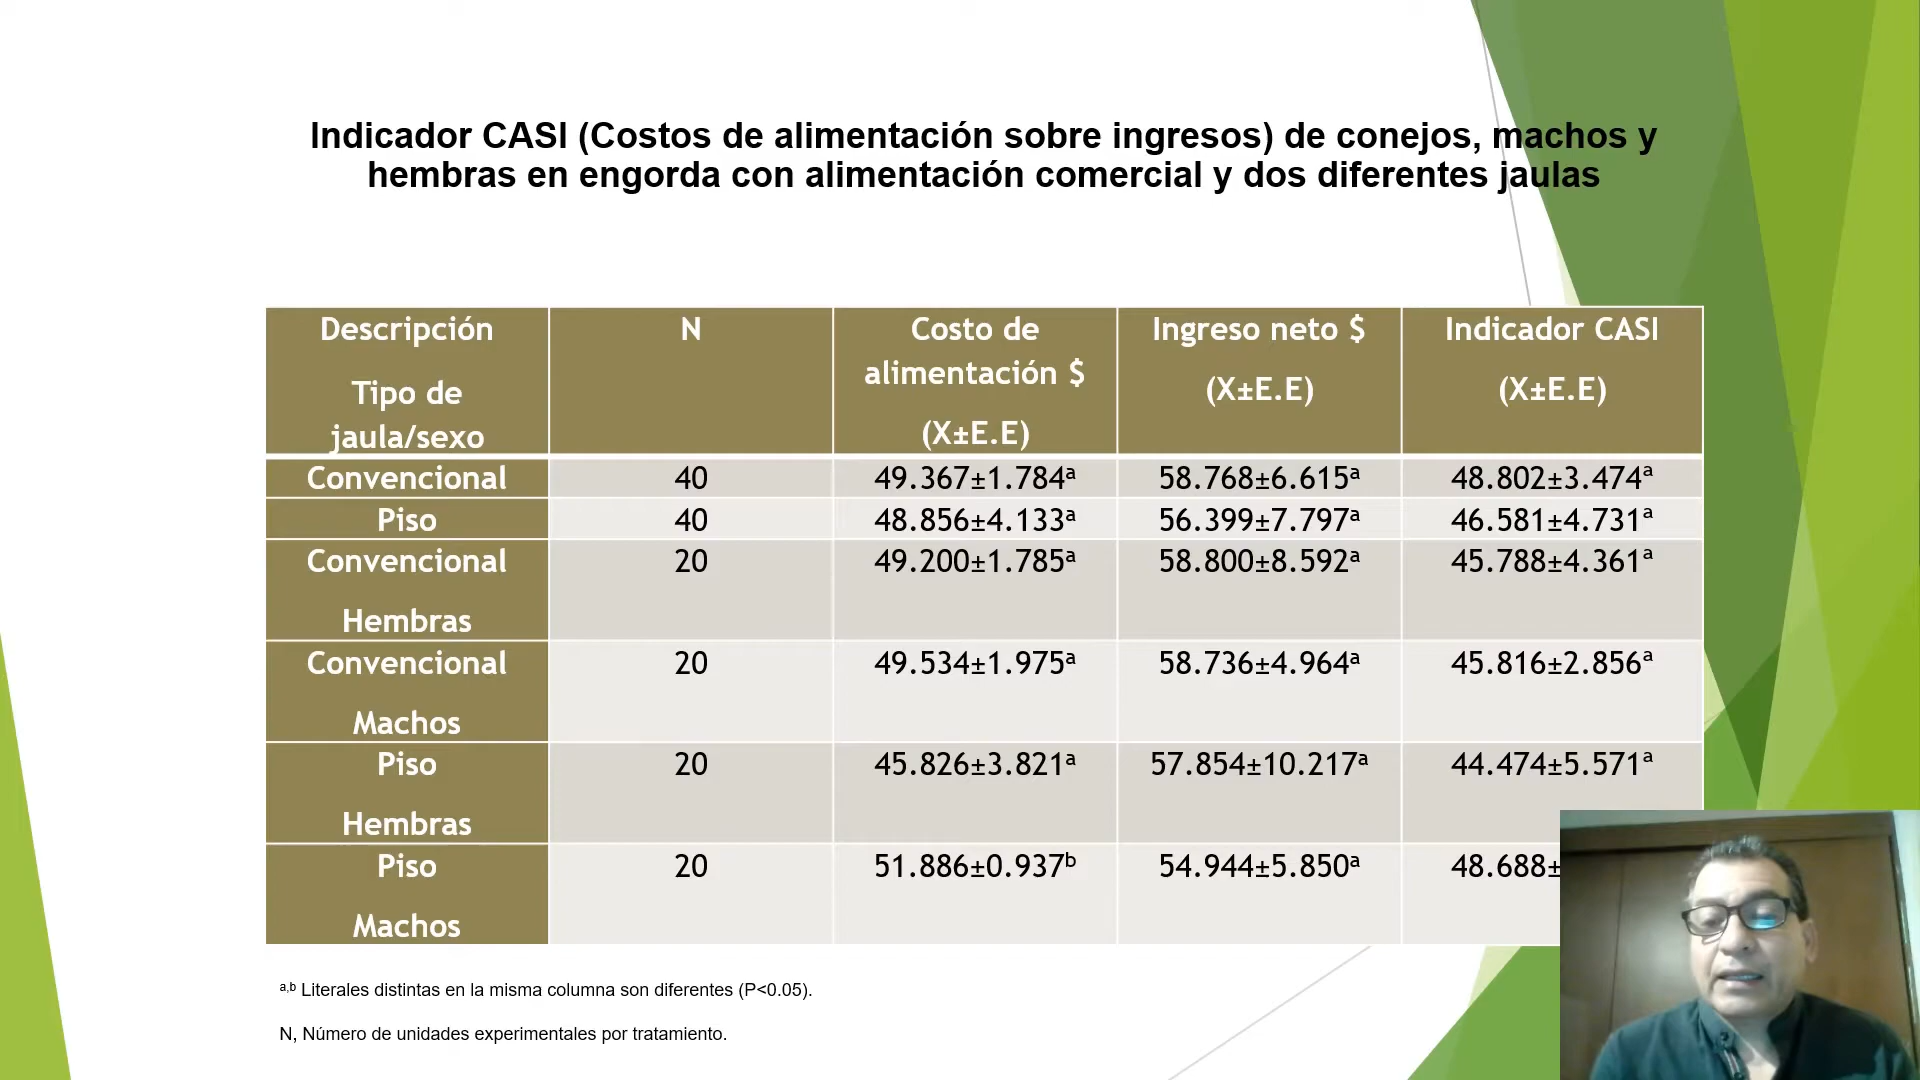 Indicador CASI (Costos de alimentación sobre ingresos) de conejos, machos y
hembras en engorda con alimentación comercial y dos diferentes jaulas
Descripción
Tipo de
jaula/sexo
N
Costo de
alimentación $
(X±E.E)
Ingreso neto $
(X±E.E)
Indicador CASI
(X±E.E)
Convencional 40 49.367±1.784ᵃ 58.768±6.615ᵃ 48.802±3.474ᵃ
Piso 40 48.856±4.133ᵃ 56.399±7.797ᵃ 46.581±4.731ᵃ
Convencional 20 49.200±1.785ᵃ 58.800±8.592ᵃ 45.788±4.361ᵃ
Hembras
Convencional 20 49.534±1.975ᵃ 58.736±4.964ᵃ 45.816±2.856ᵃ
Machos
Piso 20 45.826±3.821ᵃ 57.854±10.217ᵃ 44.474±5.571ᵃ
Hembras
Piso 20 51.886±0.937ᵇ 54.944±5.850ᵃ 48.688±
Machos
ᵃ,ᵇ Literales distintas en la misma columna son diferentes (P<0.05).
N, Número de unidades experimentales por tratamiento.